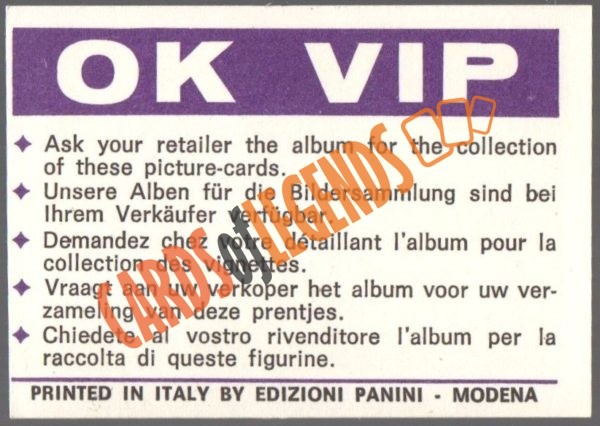 OK VIP
Ask your retailer the album for the collection
of these picture-cards.
Unsere Alben für die Bildersammlung sind bei
Ihrem Verkäufer verfügbar.
Demandez chez votre détaillant l'album pour la
collection des vignettes.
Vraagt aan uw verkoper het album voor uw ver-
zameling van deze prentjes.
Chiedete al vostro rivenditore l'album per la
raccolta di queste figurine.
PRINTED IN ITALY BY EDIZIONI PANINI - MODENA
CARDS of LEGENDS